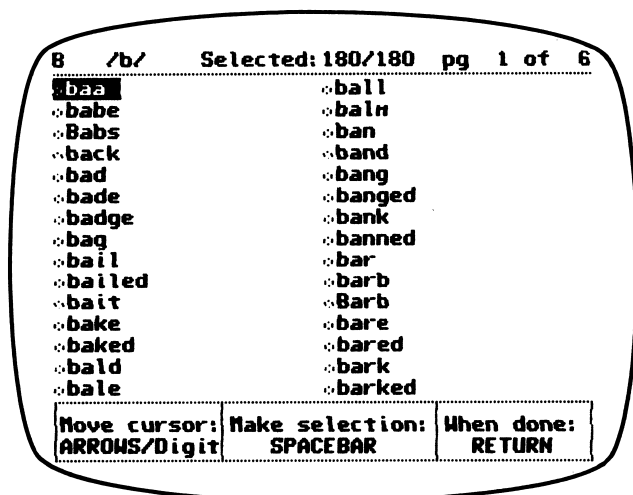 B /b/ Selected: 180/180 pg 1 of 6
baa
babe
Babs
back
bad
bade
badge
bag
bail
bailed
bait
bake
baked
bald
bale
ball
balm
ban
band
bang
banged
bank
banned
bar
barb
Barb
bare
bared
bark
barked
Move cursor:
ARROWS/Digit
Make selection:
SPACEBAR
When done:
RETURN